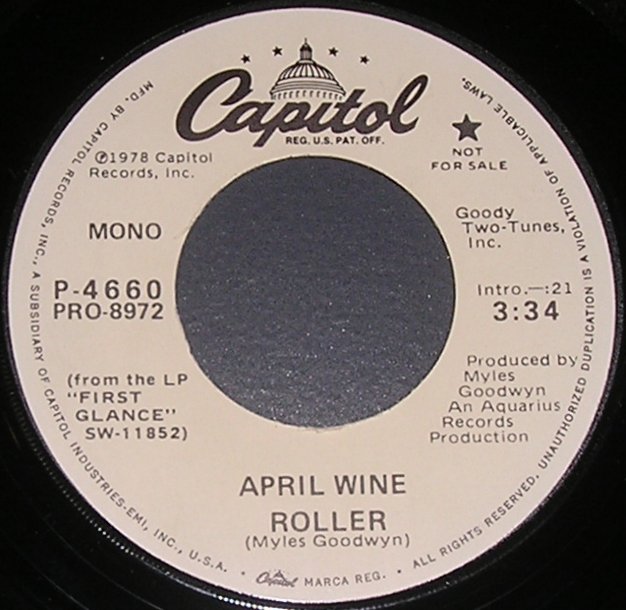 Capitol
REG. U.S. PAT. OFF.
℗1978 Capitol
Records, Inc.
NOT
FOR SALE
MONO
Goody
Two-Tunes,
Inc.
P-4660
PRO-8972
Intro.—:21
3:34
(from the LP
"FIRST
GLANCE"
SW-11852)
Produced by
Myles
Goodwyn
An Aquarius
Records
Production
APRIL WINE
ROLLER
(Myles Goodwyn)
MFD. BY CAPITOL RECORDS, INC., A SUBSIDIARY OF CAPITOL INDUSTRIES-EMI, INC., U.S.A. • Capitol MARCA REG. • ALL RIGHTS RESERVED. UNAUTHORIZED DUPLICATION IS A VIOLATION OF APPLICABLE LAWS.